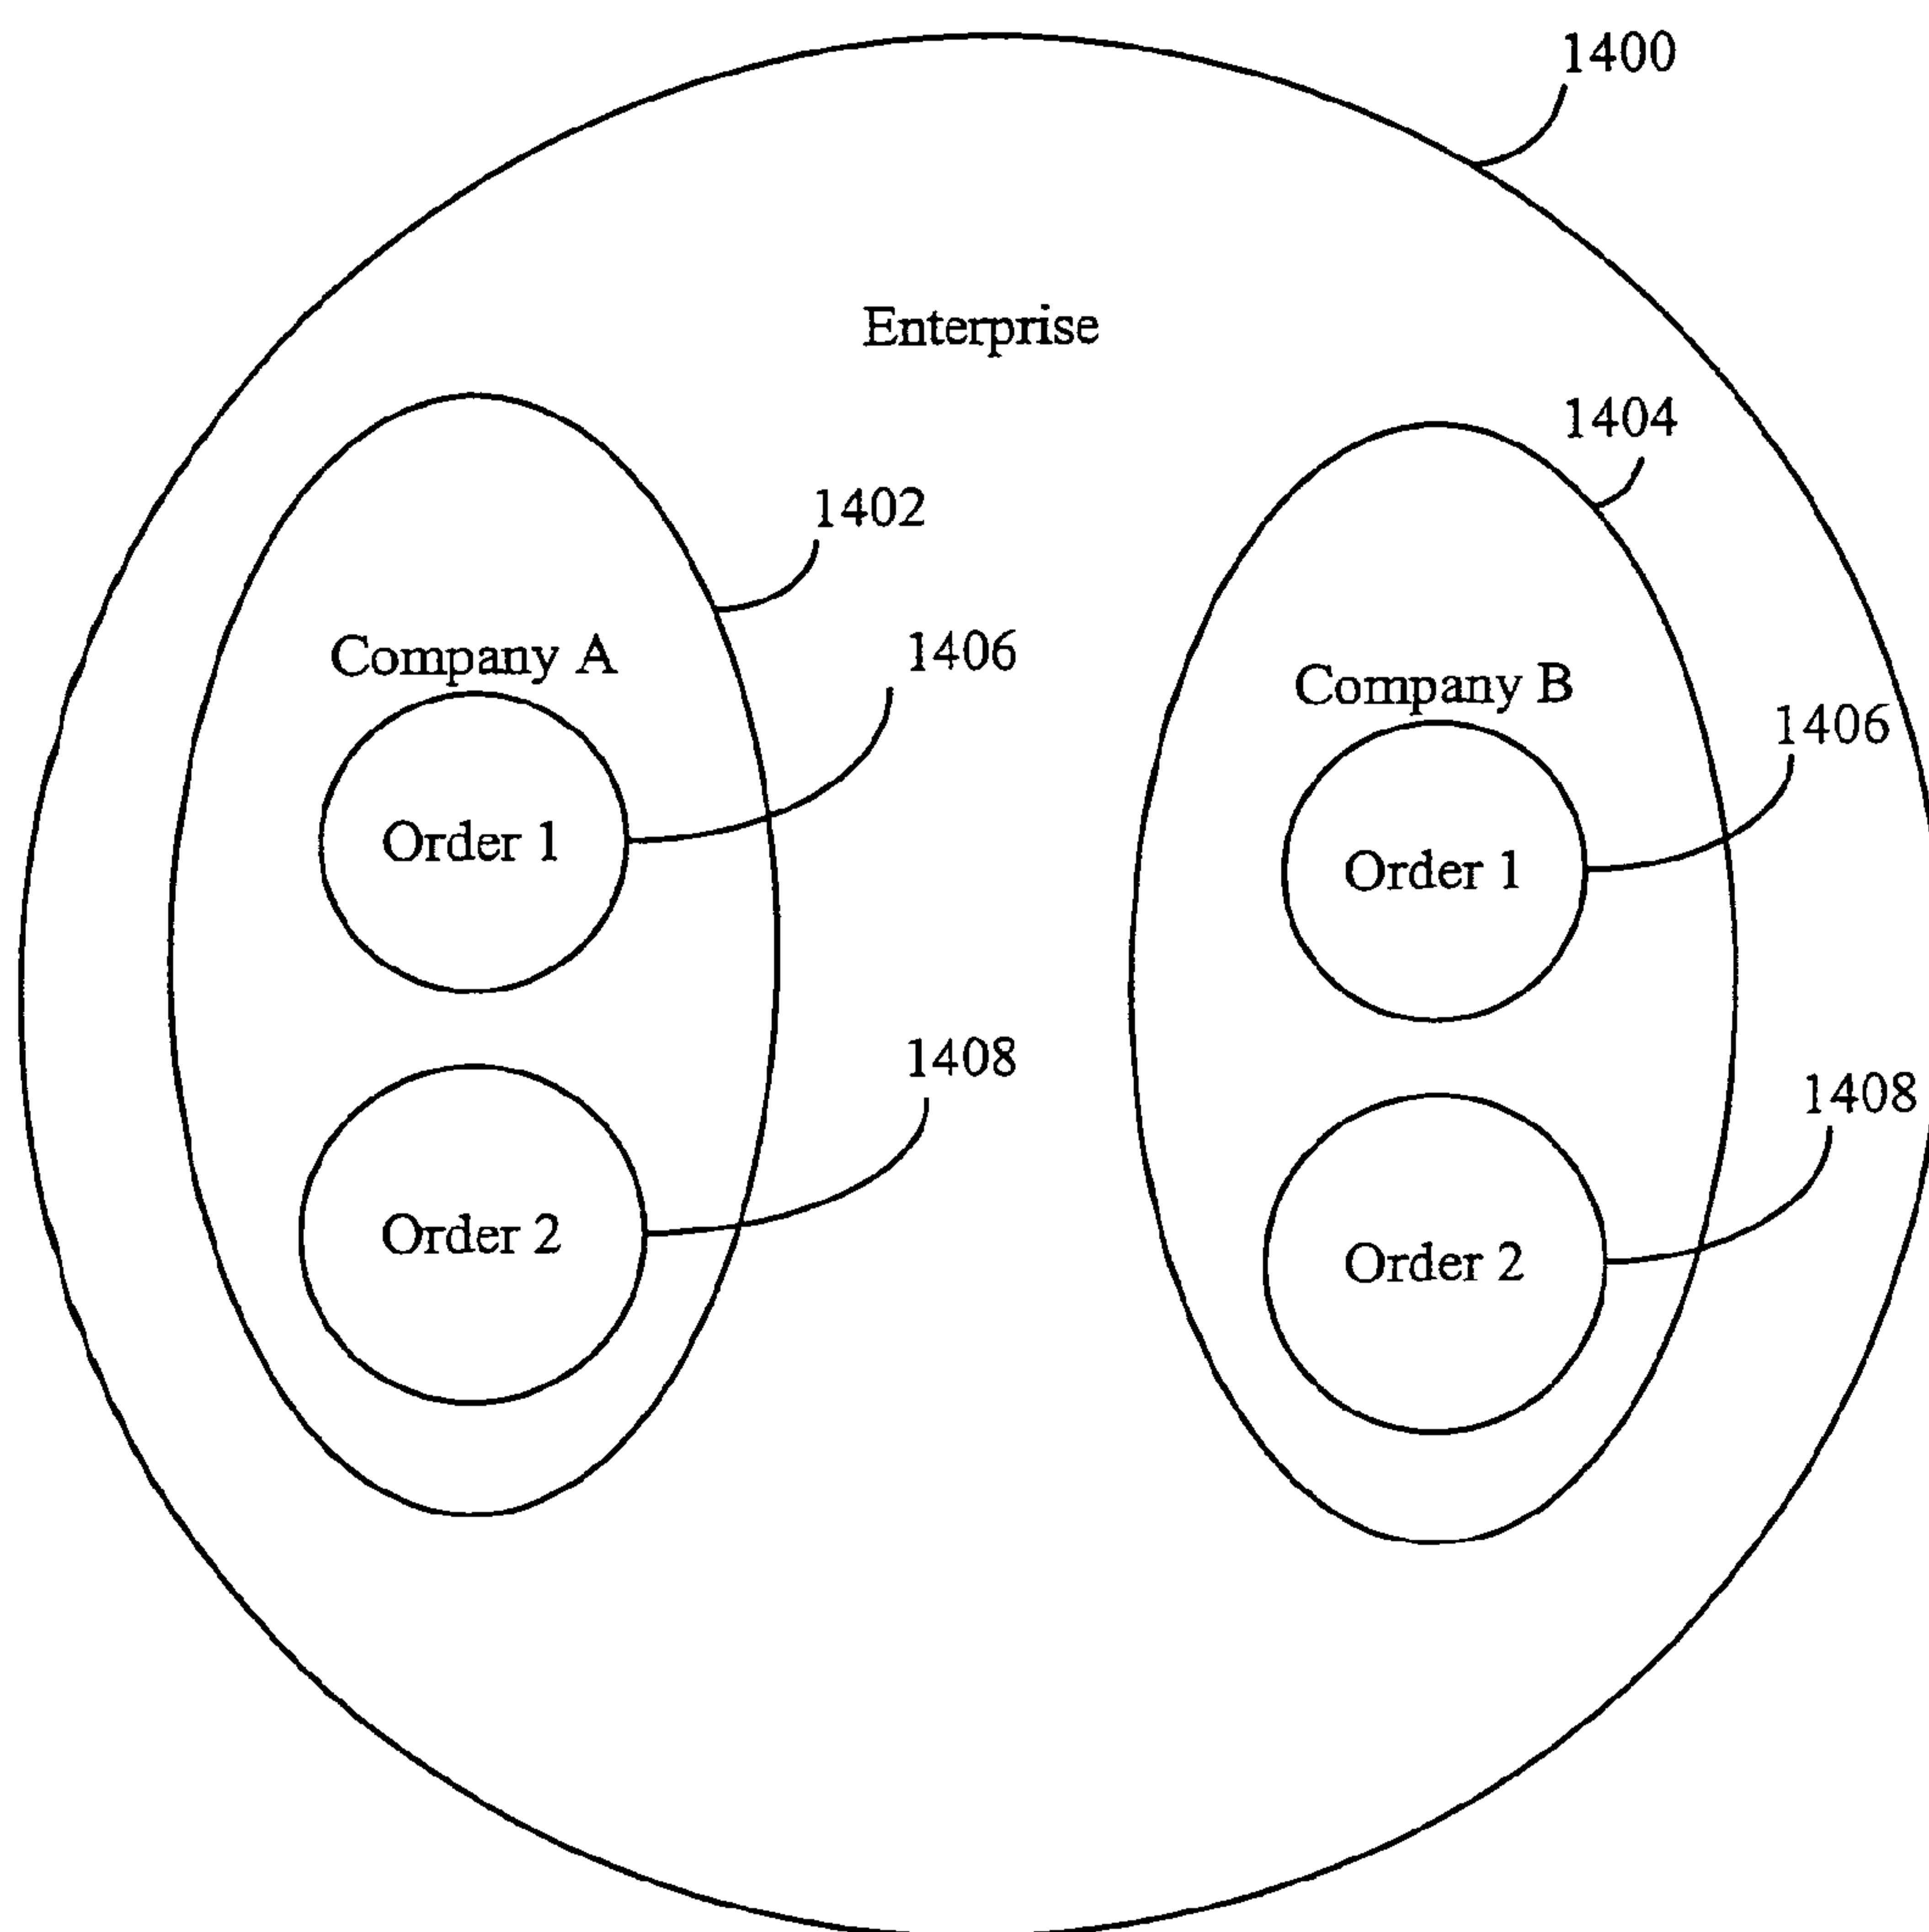 1400
Enterprise
1404
1402
1406
Company A
Company B
1406
Order 1
Order 1
1408
1408
Order 2
Order 2